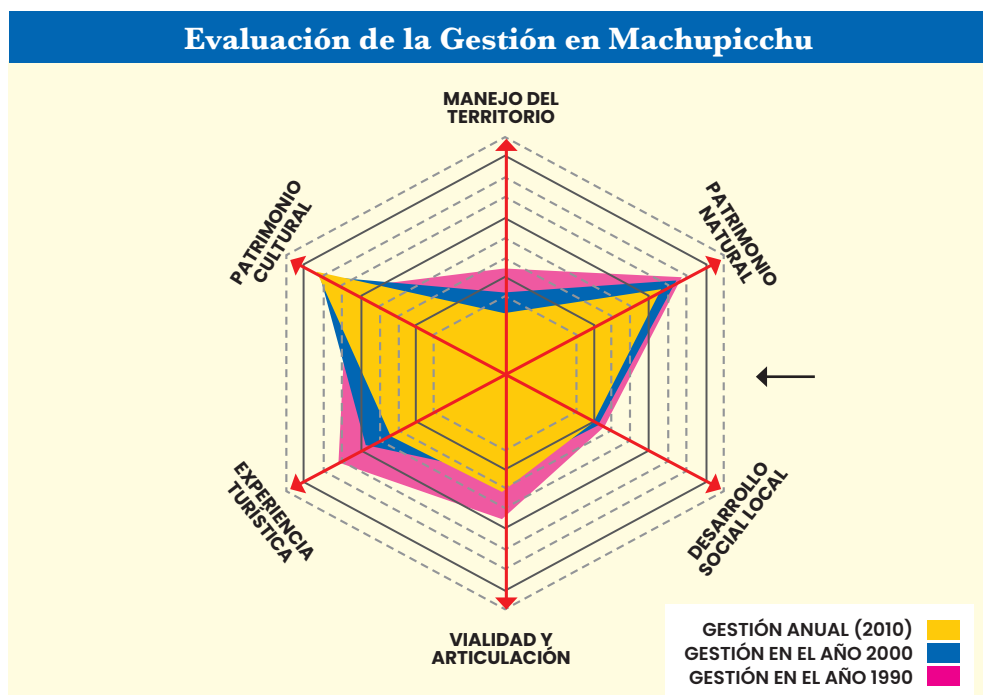 Evaluación de la Gestión en Machupicchu
MANEJO DEL
TERRITORIO
PATRIMONIO
CULTURAL
PATRIMONIO
NATURAL
EXPERIENCIA
TURÍSTICA
DESARROLLO
SOCIAL LOCAL
VIALIDAD Y
ARTICULACIÓN
GESTIÓN ANUAL (2010)
GESTIÓN EN EL AÑO 2000
GESTIÓN EN EL AÑO 1990